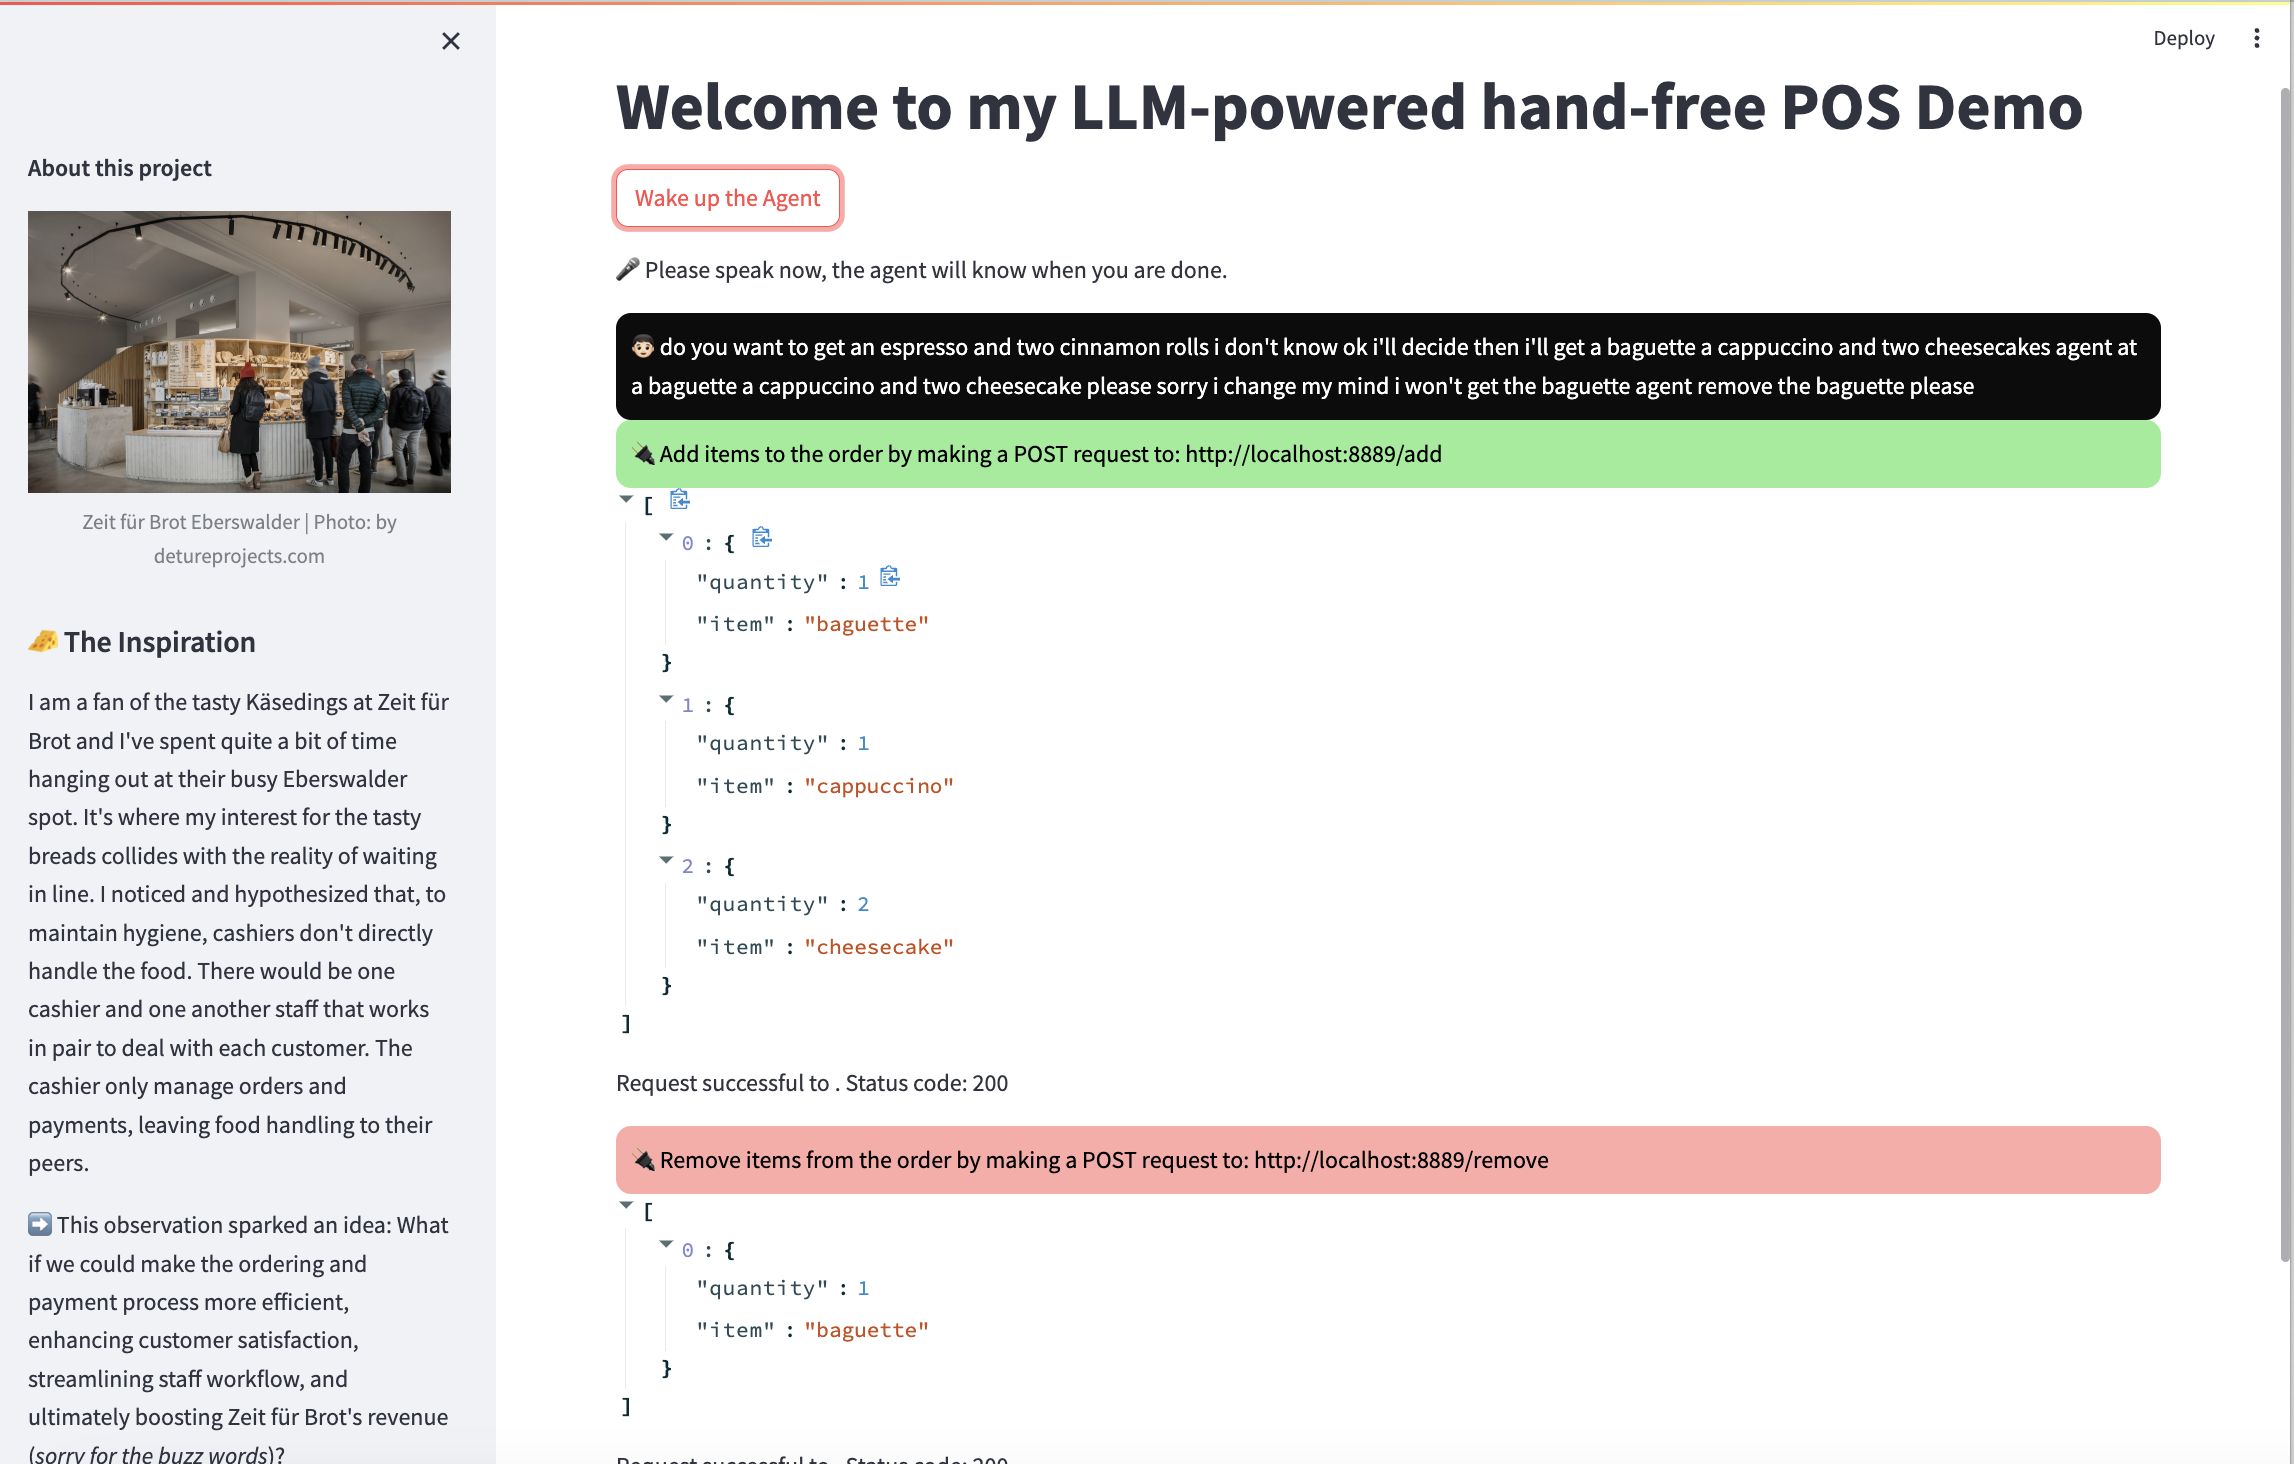 Deploy
About this project
Zeit für Brot Eberswalder | Photo: by
detureprojects.com
🧀 The Inspiration
I am a fan of the tasty Käsedings at Zeit für
Brot and I've spent quite a bit of time
hanging out at their busy Eberswalder
spot. It's where my interest for the tasty
breads collides with the reality of waiting
in line. I noticed and hypothesized that, to
maintain hygiene, cashiers don't directly
handle the food. There would be one
cashier and one another staff that works
in pair to deal with each customer. The
cashier only manage orders and
payments, leaving food handling to their
peers.
➡️ This observation sparked an idea: What
if we could make the ordering and
payment process more efficient,
enhancing customer satisfaction,
streamlining staff workflow, and
ultimately boosting Zeit für Brot's revenue
(sorry for the buzz words)?
Welcome to my LLM-powered hand-free POS Demo
Wake up the Agent
🎤 Please speak now, the agent will know when you are done.
👦🏻 do you want to get an espresso and two cinnamon rolls i don't know ok i'll decide then i'll get a baguette a cappuccino and two cheesecakes agent at
a baguette a cappuccino and two cheesecake please sorry i change my mind i won't get the baguette agent remove the baguette please
🔌 Add items to the order by making a POST request to: http://localhost:8889/add
[
0 : {
"quantity" : 1
"item" : "baguette"
}
1 : {
"quantity" : 1
"item" : "cappuccino"
}
2 : {
"quantity" : 2
"item" : "cheesecake"
}
]
Request successful to . Status code: 200
🔌 Remove items from the order by making a POST request to: http://localhost:8889/remove
[
0 : {
"quantity" : 1
"item" : "baguette"
}
]
Request successful to . Status code: 200